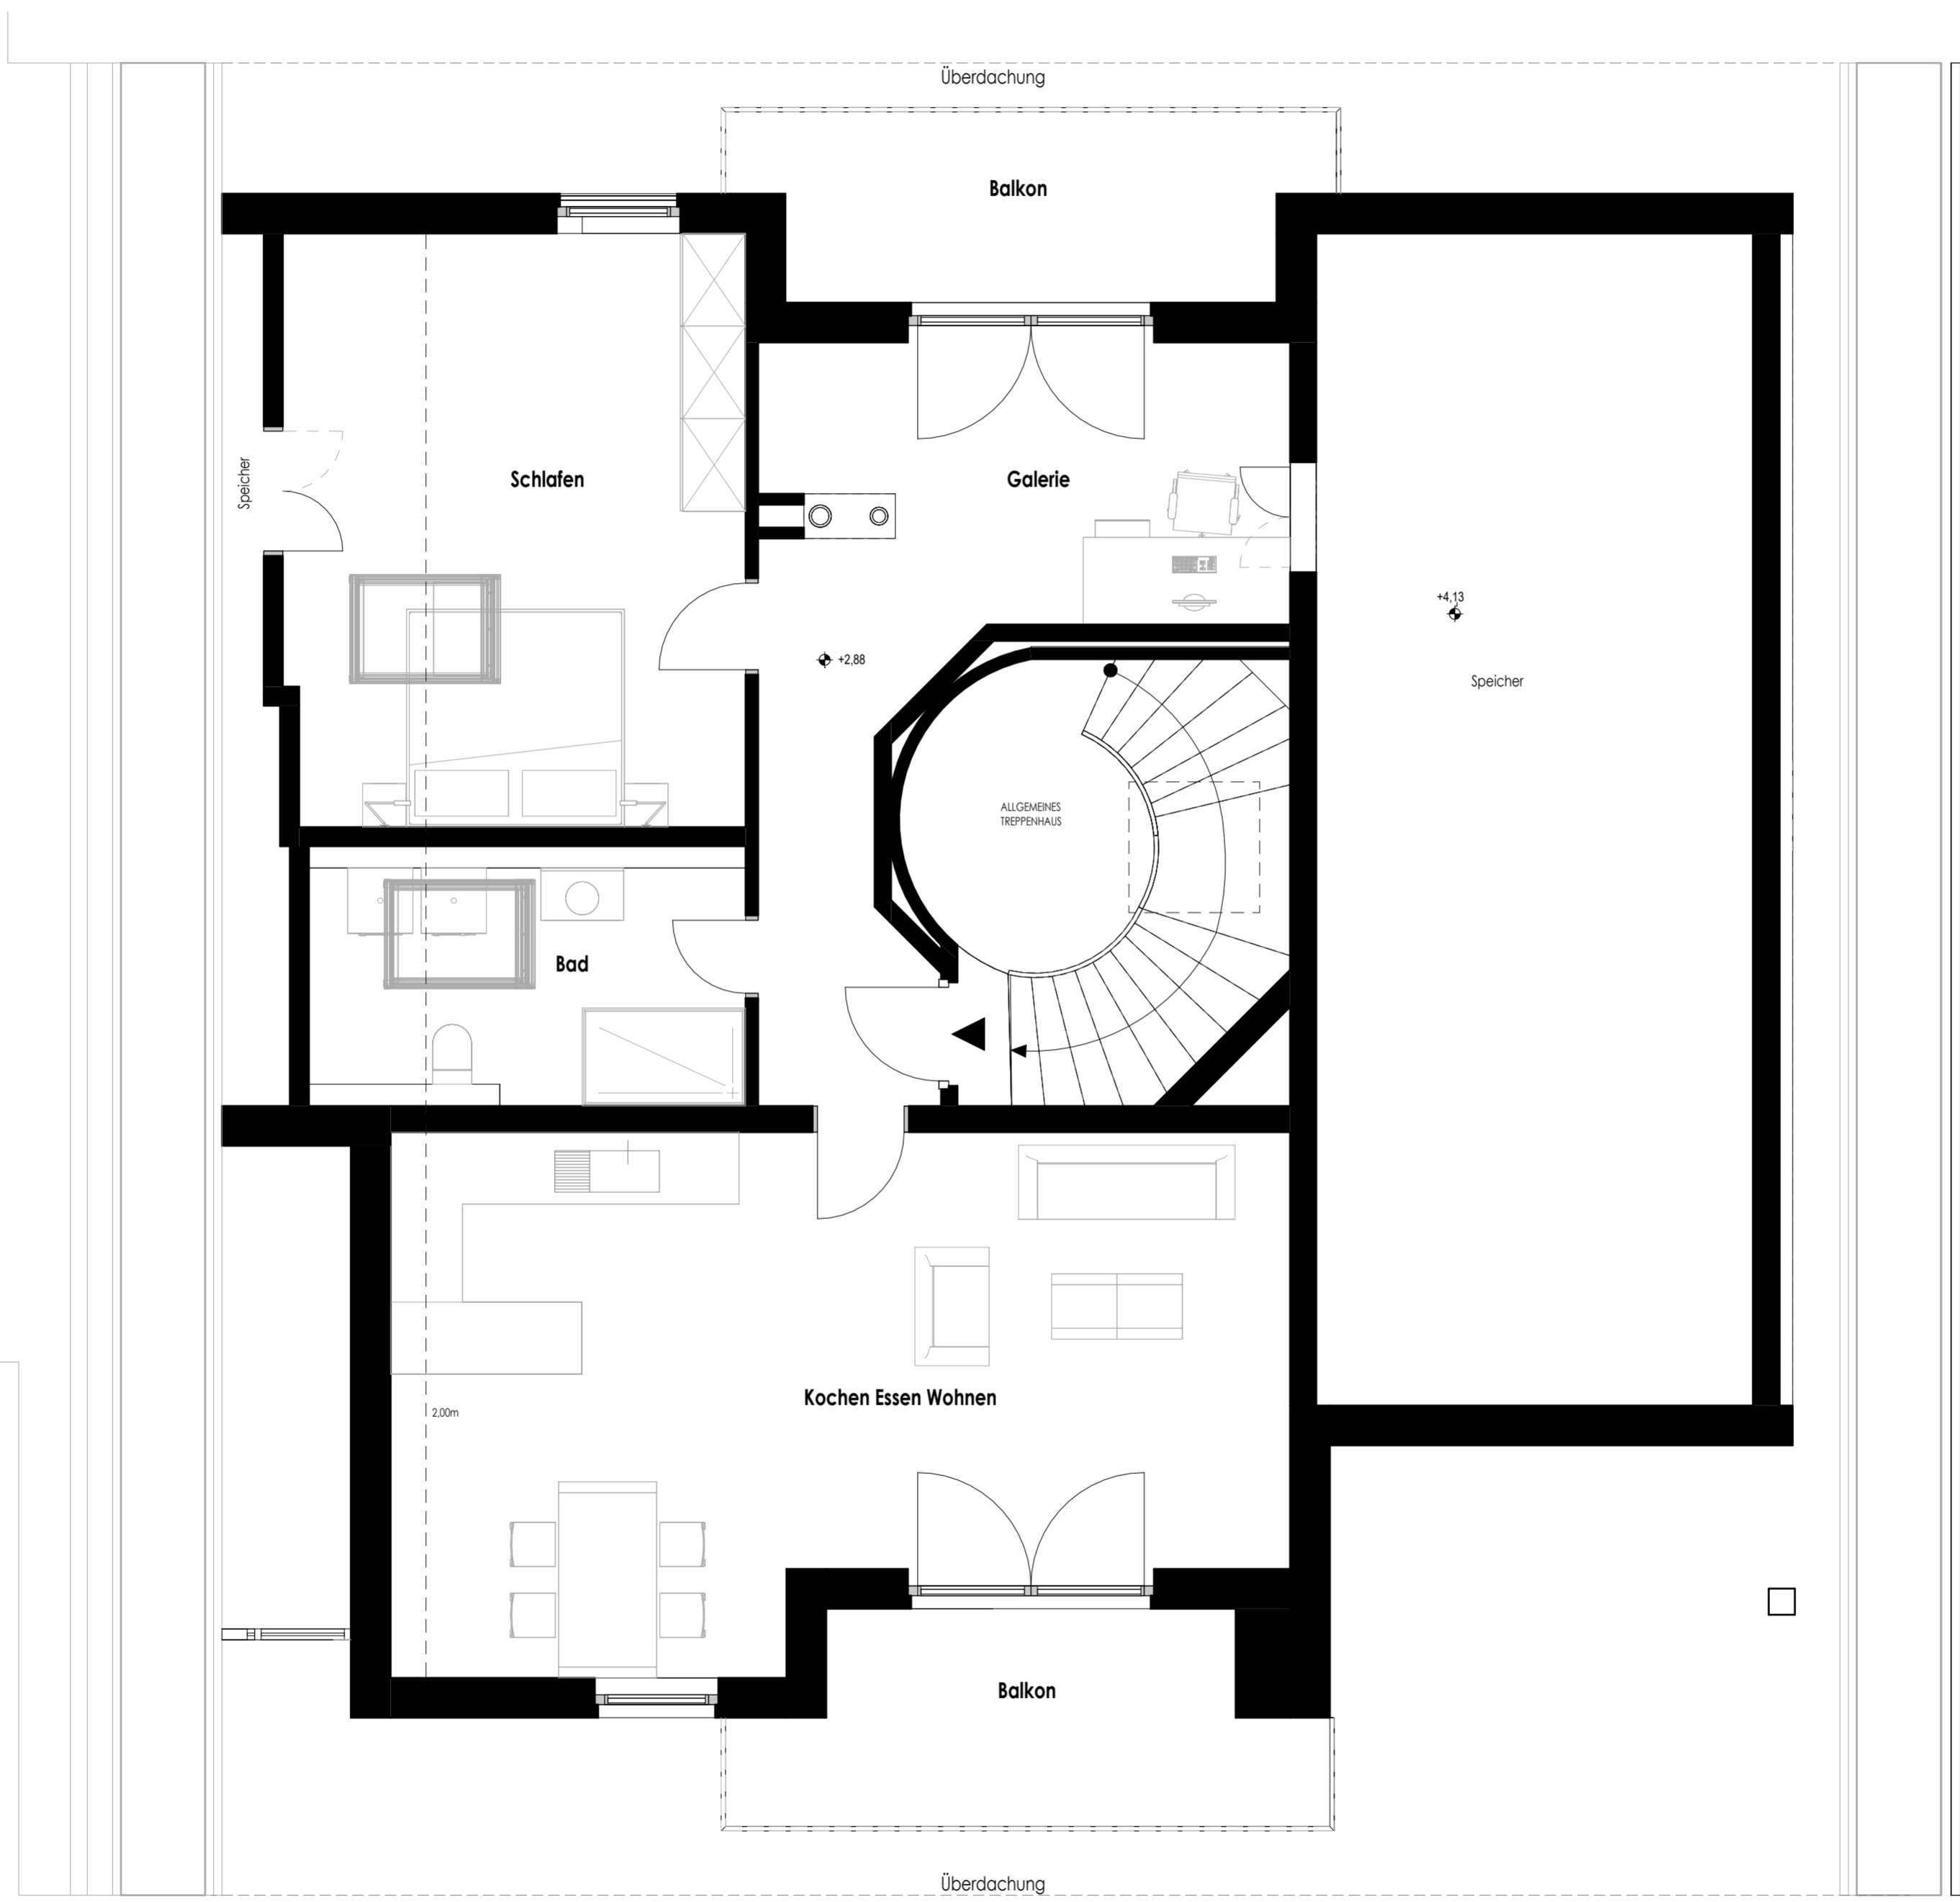 Überdachung
Balkon
Schlafen
Galerie
Speicher
+4,13
+2,88
Speicher
ALLGEMEINES
TREPPENHAUS
Bad
Kochen Essen Wohnen
2,00m
Balkon
Überdachung